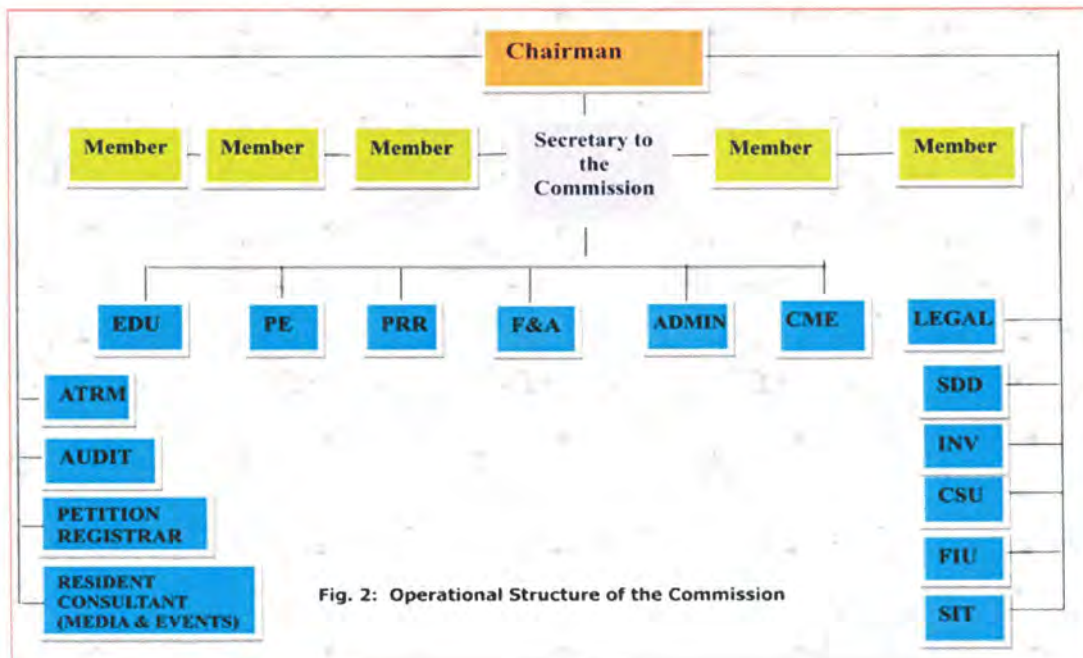 Chairman
Member
Member
Member
Secretary to
the
Commission
Member
Member
EDU
PE
PRR
F&A
ADMIN
CME
LEGAL
ATRM
SDD
AUDIT
INV
PETITION
REGISTRAR
CSU
RESIDENT
CONSULTANT
(MEDIA & EVENTS)
FIU
SIT
Fig. 2: Operational Structure of the Commission